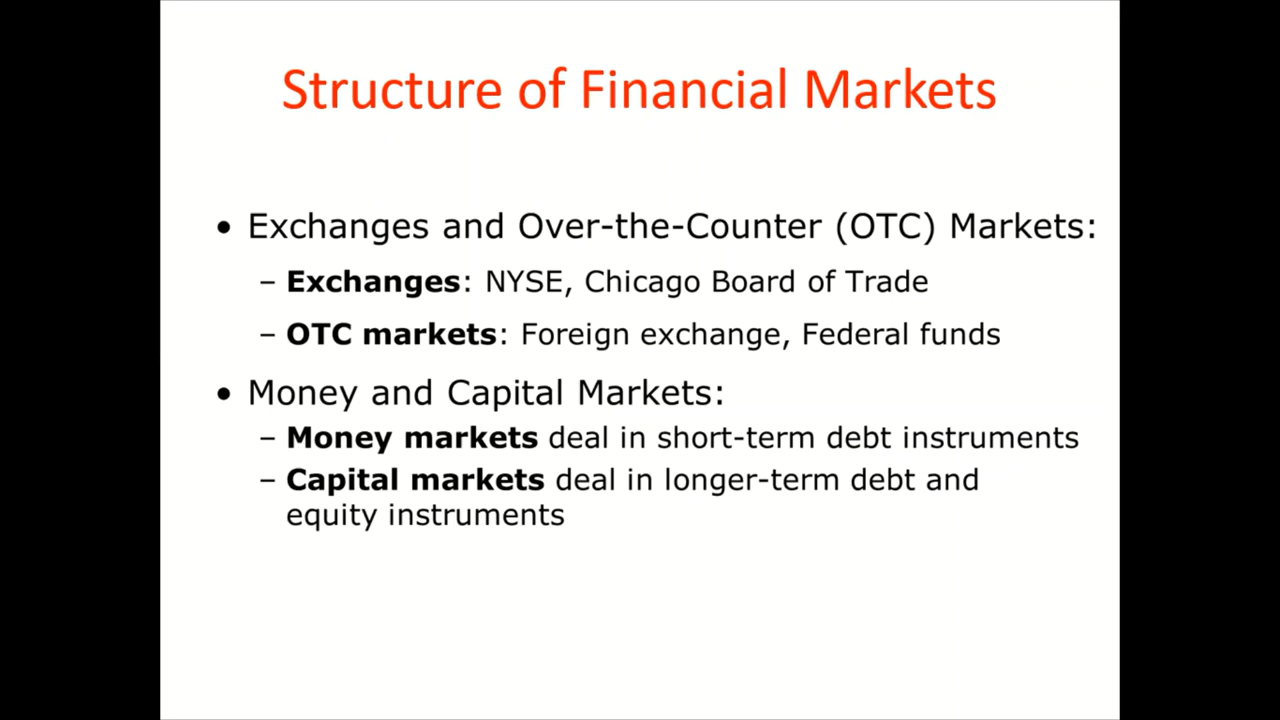 Structure of Financial Markets
• Exchanges and Over-the-Counter (OTC) Markets:
– Exchanges: NYSE, Chicago Board of Trade
– OTC markets: Foreign exchange, Federal funds
• Money and Capital Markets:
– Money markets deal in short-term debt instruments
– Capital markets deal in longer-term debt and
equity instruments